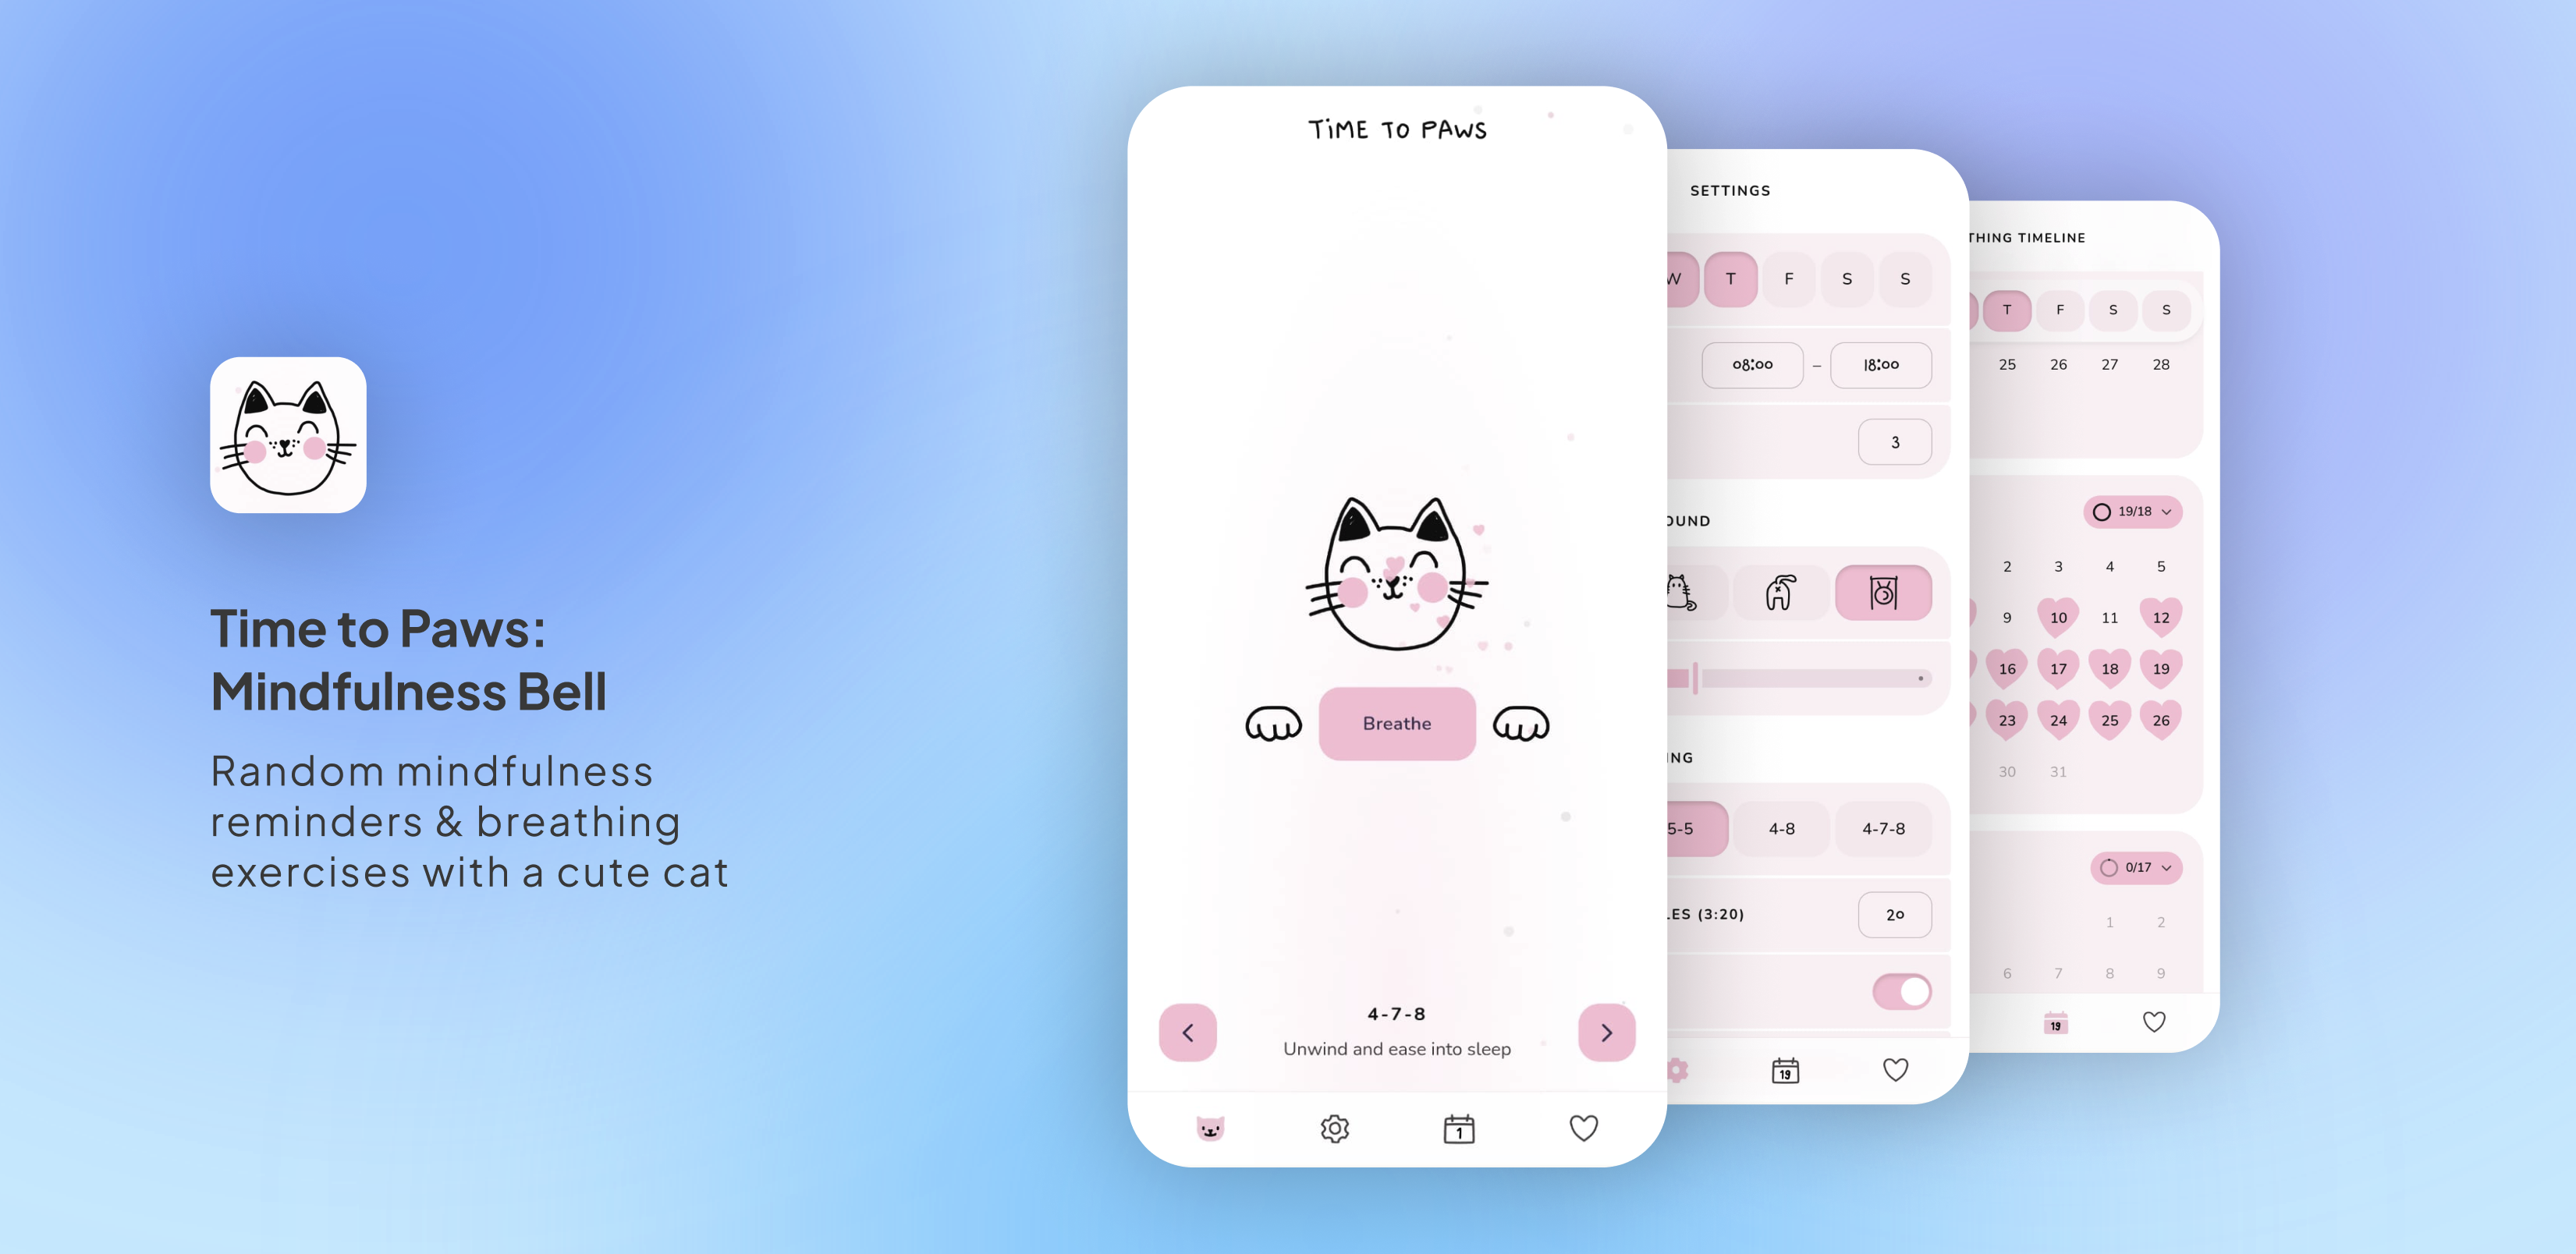 Time to Paws:
Mindfulness Bell
Random mindfulness
reminders & breathing
exercises with a cute cat
TiME TO PAWS
Breathe
4-7-8
Unwind and ease into sleep
1
SETTINGS
W T F S S
08:00 – 18:00
3
OUND
NG
5-5 4-8 4-7-8
LES (3:20) 20
19
THING TIMELINE
T F S S
25 26 27 28
19/18
2 3 4 5
9 10 11 12
16 17 18 19
23 24 25 26
30 31
0/17
1 2
6 7 8 9
19